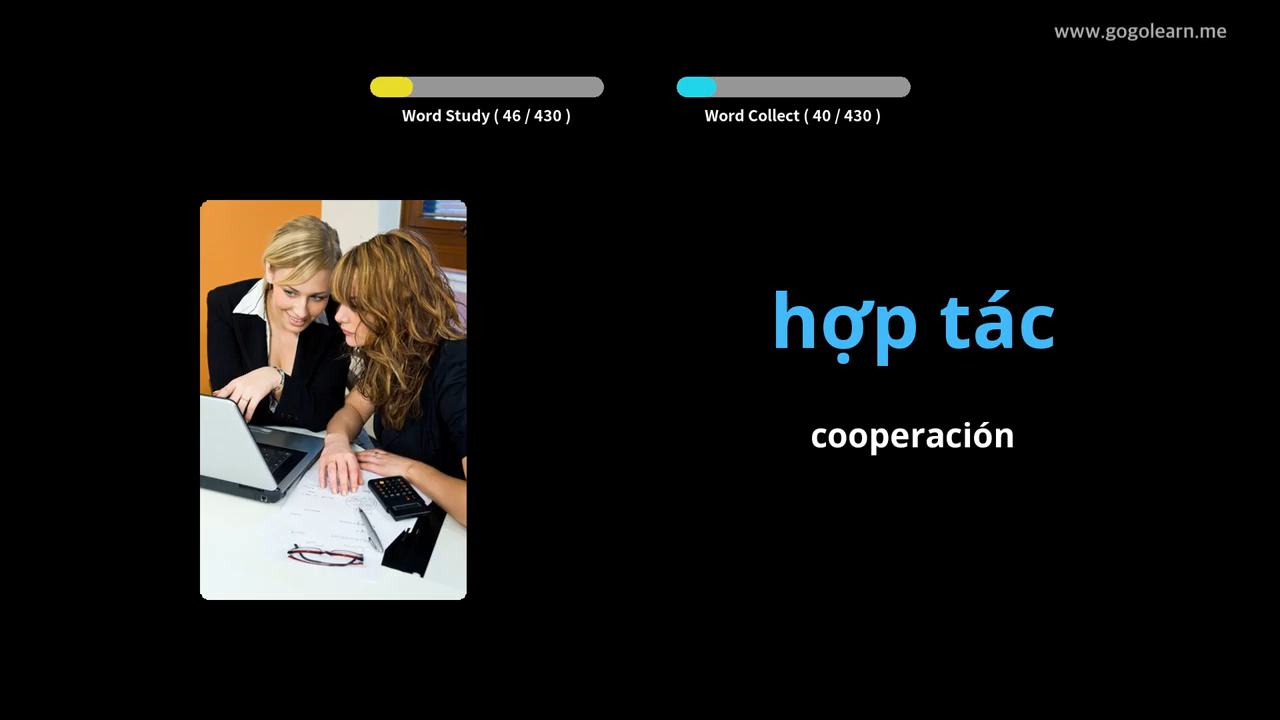 www.gogolearn.me
Word Study ( 46 / 430 )
Word Collect ( 40 / 430 )
hợp tác
cooperación